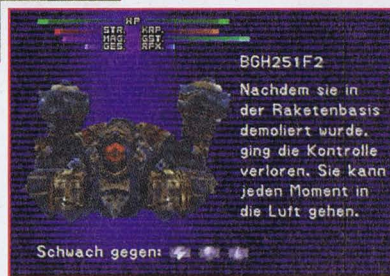 HP
STR. KRP.
MAG. GST.
GES. RFX.
BGH251F2
Nachdem sie in
der Raketenbasis
demoliert wurde,
ging die Kontrolle
verloren. Sie kann
jeden Moment in
die Luft gehen.
Schwach gegen: